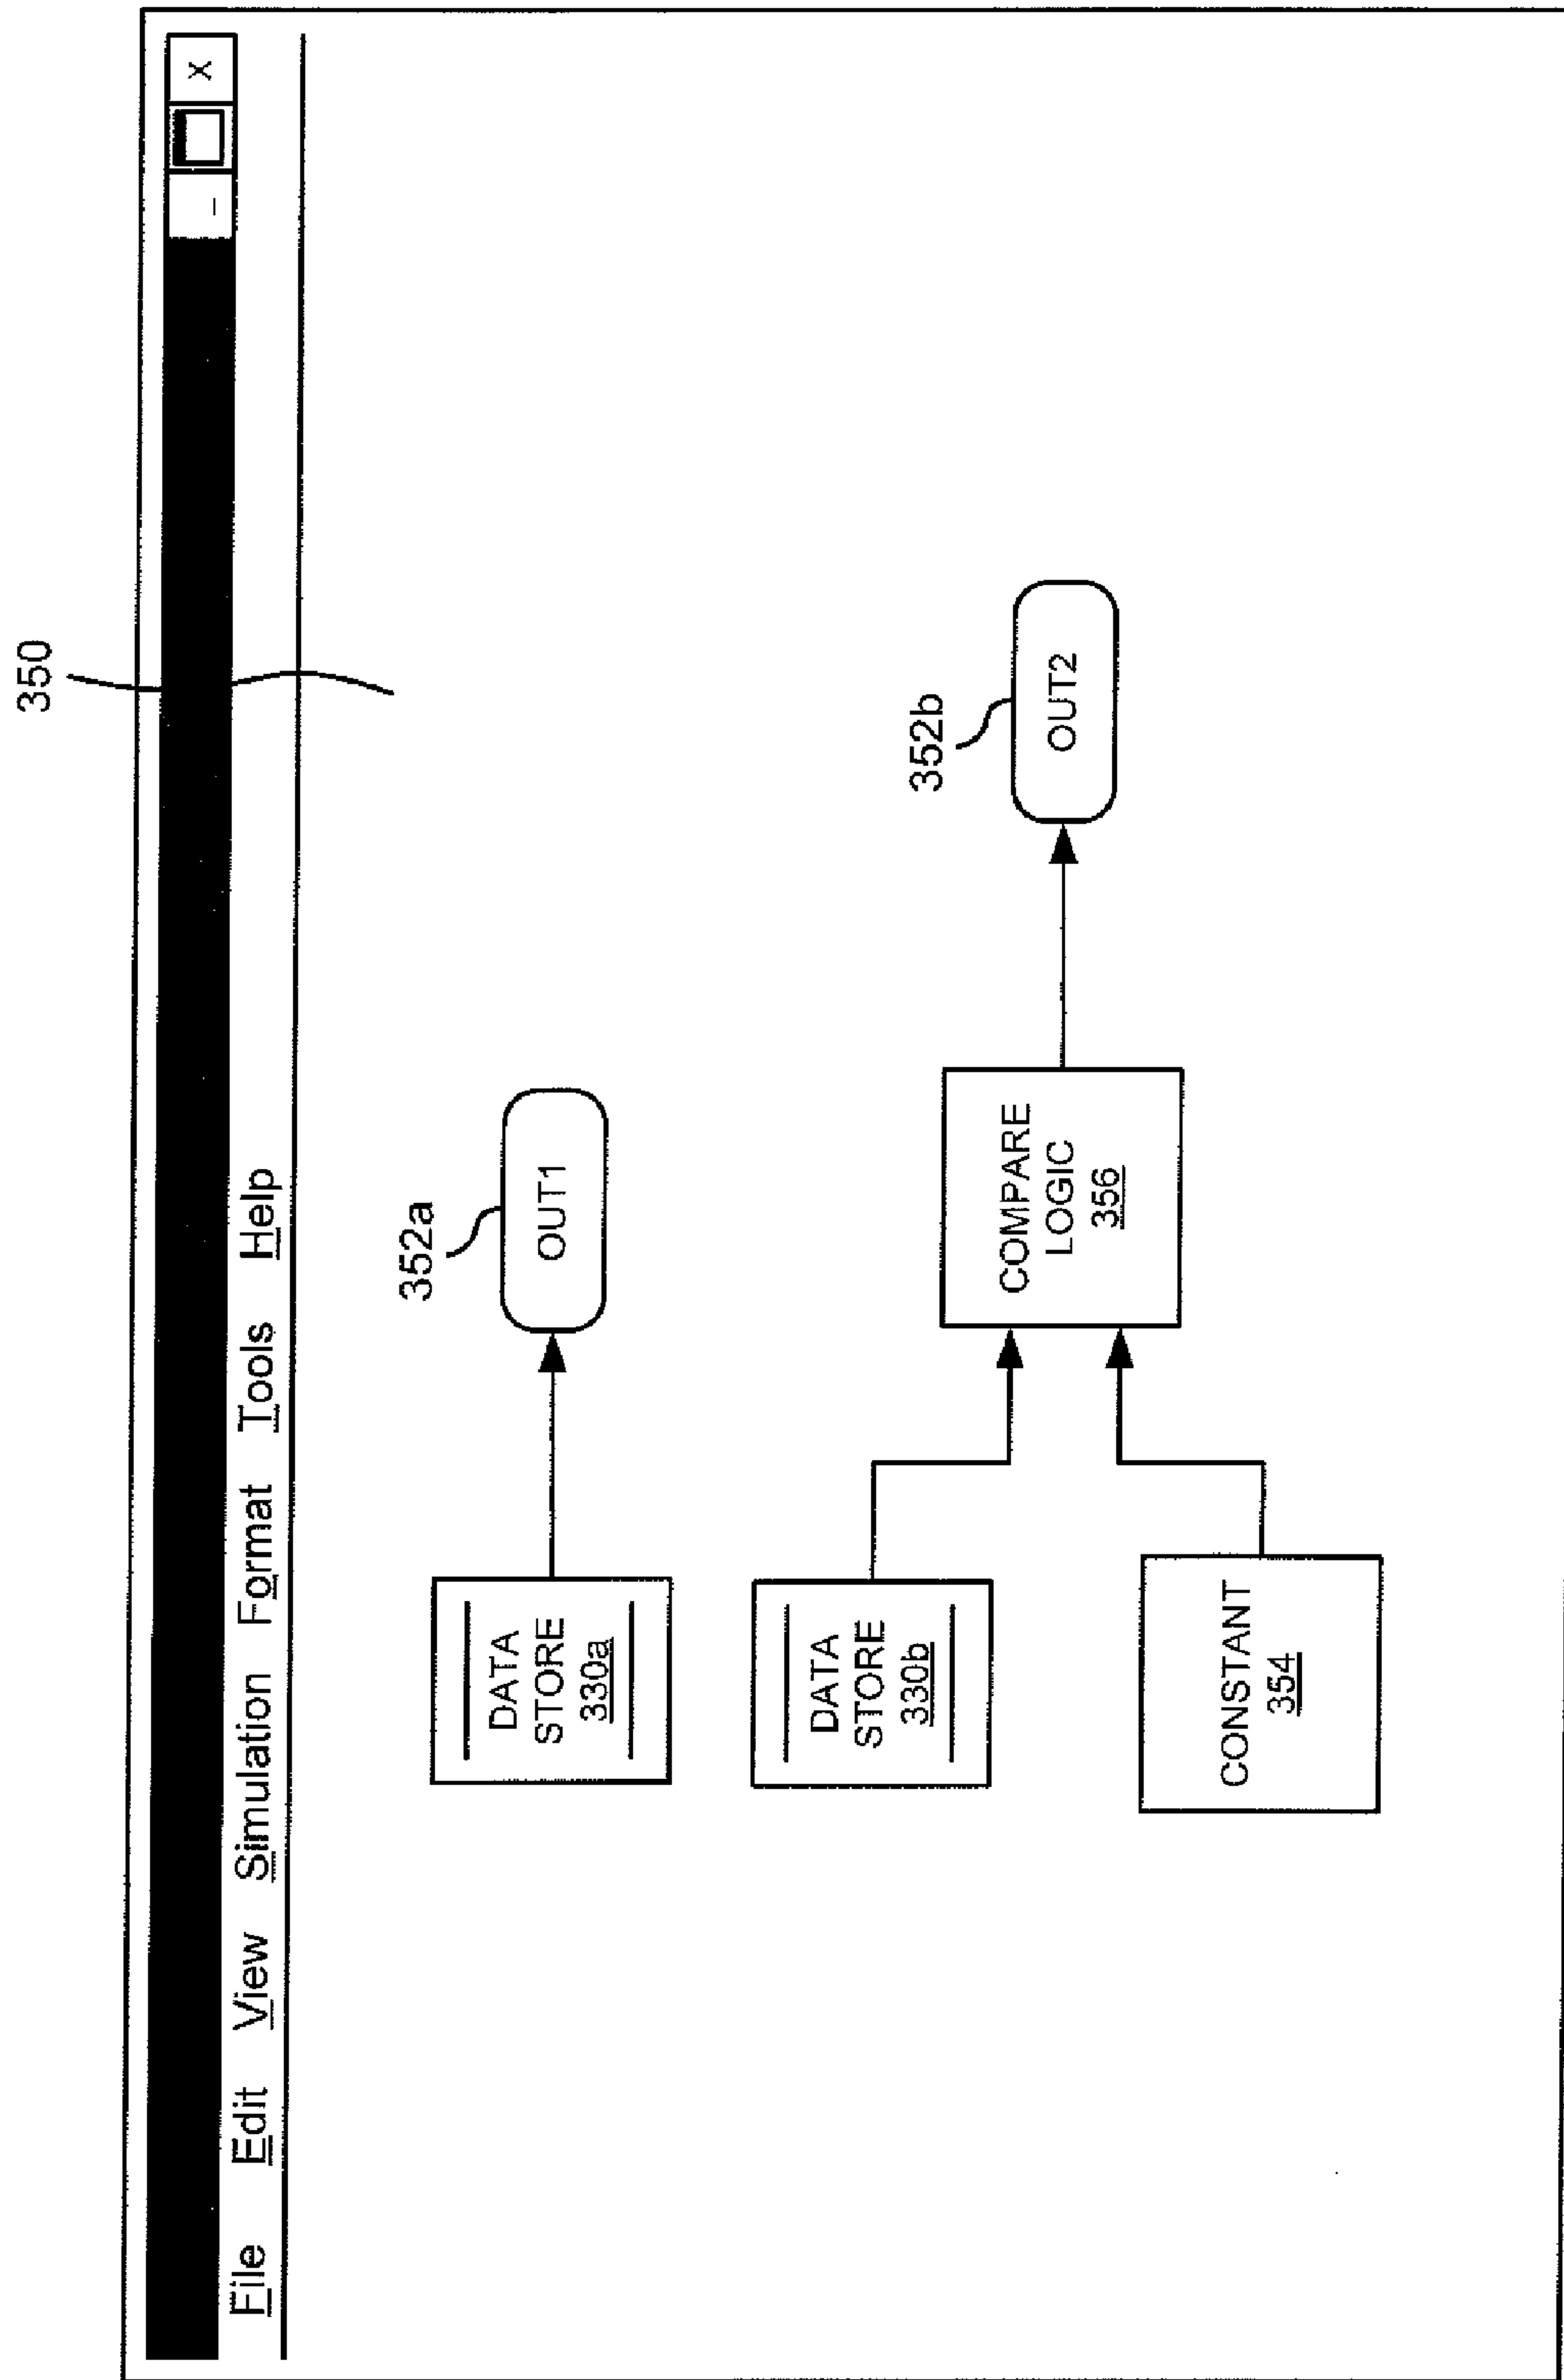 350
– X
File Edit View Simulation Format Tools Help
352a
DATA
STORE
330a
OUT1
352b
DATA
STORE
330b
COMPARE
LOGIC
356
OUT2
CONSTANT
354